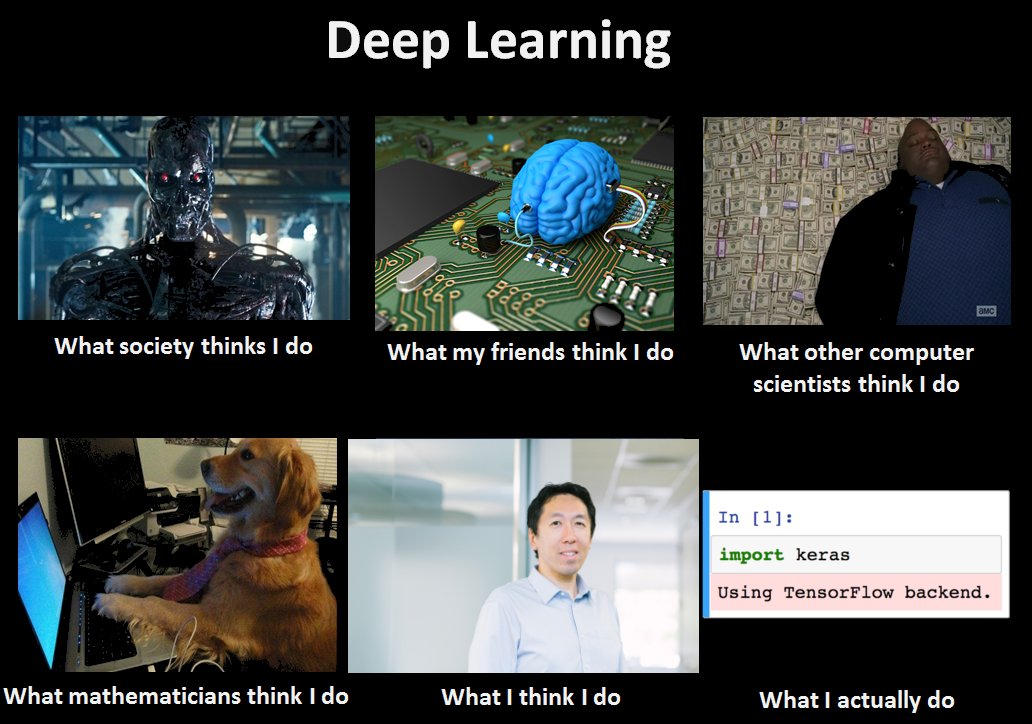 Deep Learning
aMC
What society thinks I do
What my friends think I do
What other computer
scientists think I do
In [1]:
import keras
Using TensorFlow backend.
What mathematicians think I do
What I think I do
What I actually do